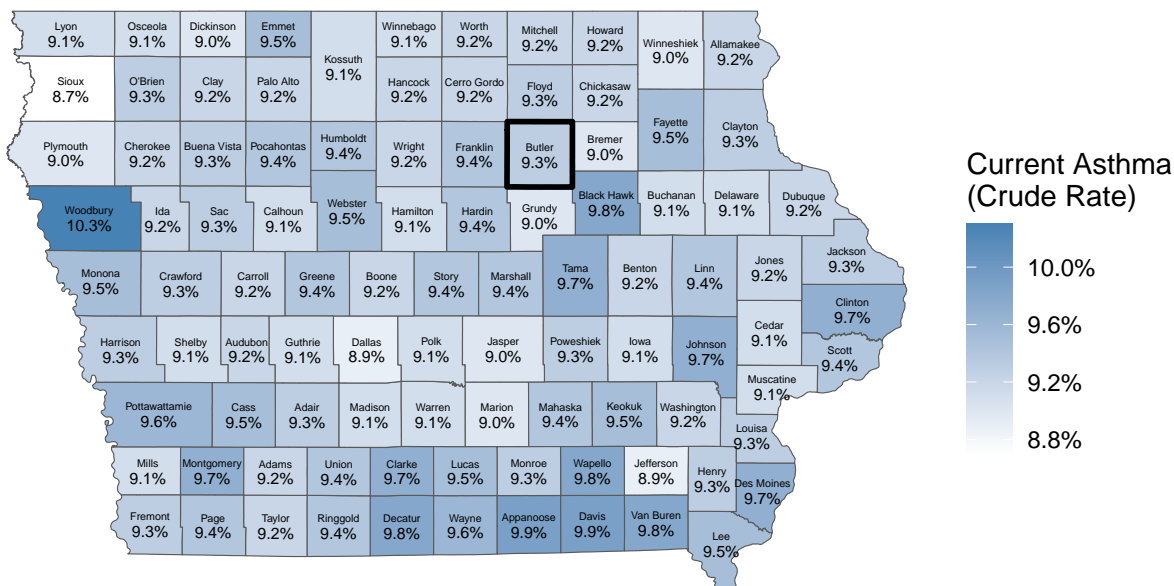 Lyon
9.1%
Osceola
9.1%
Dickinson
9.0%
Emmet
9.5%
Kossuth
9.1%
Winnebago
9.1%
Worth
9.2%
Mitchell
9.2%
Howard
9.2%
Winneshiek
9.0%
Allamakee
9.2%
Sioux
8.7%
O'Brien
9.3%
Clay
9.2%
Palo Alto
9.2%
Hancock
9.2%
Cerro Gordo
9.2%
Floyd
9.3%
Chickasaw
9.2%
Fayette
9.5%
Clayton
9.3%
Plymouth
9.0%
Cherokee
9.2%
Buena Vista
9.3%
Pocahontas
9.4%
Humboldt
9.4%
Wright
9.2%
Franklin
9.4%
Butler
9.3%
Bremer
9.0%
Woodbury
10.3%
Ida
9.2%
Sac
9.3%
Calhoun
9.1%
Webster
9.5%
Hamilton
9.1%
Hardin
9.4%
Grundy
9.0%
Black Hawk
9.8%
Buchanan
9.1%
Delaware
9.1%
Dubuque
9.2%
Monona
9.5%
Crawford
9.3%
Carroll
9.2%
Greene
9.4%
Boone
9.2%
Story
9.4%
Marshall
9.4%
Tama
9.7%
Benton
9.2%
Linn
9.4%
Jones
9.2%
Jackson
9.3%
Clinton
9.7%
Harrison
9.3%
Shelby
9.1%
Audubon
9.2%
Guthrie
9.1%
Dallas
8.9%
Polk
9.1%
Jasper
9.0%
Poweshiek
9.3%
Iowa
9.1%
Johnson
9.7%
Cedar
9.1%
Scott
9.4%
Muscatine
9.1%
Pottawattamie
9.6%
Cass
9.5%
Adair
9.3%
Madison
9.1%
Warren
9.1%
Marion
9.0%
Mahaska
9.4%
Keokuk
9.5%
Washington
9.2%
Louisa
9.3%
Mills
9.1%
Montgomery
9.7%
Adams
9.2%
Union
9.4%
Clarke
9.7%
Lucas
9.5%
Monroe
9.3%
Wapello
9.8%
Jefferson
8.9%
Henry
9.3%
Des Moines
9.7%
Fremont
9.3%
Page
9.4%
Taylor
9.2%
Ringgold
9.4%
Decatur
9.8%
Wayne
9.6%
Appanoose
9.9%
Davis
9.9%
Van Buren
9.8%
Lee
9.5%
Current Asthma
(Crude Rate)
10.0%
9.6%
9.2%
8.8%